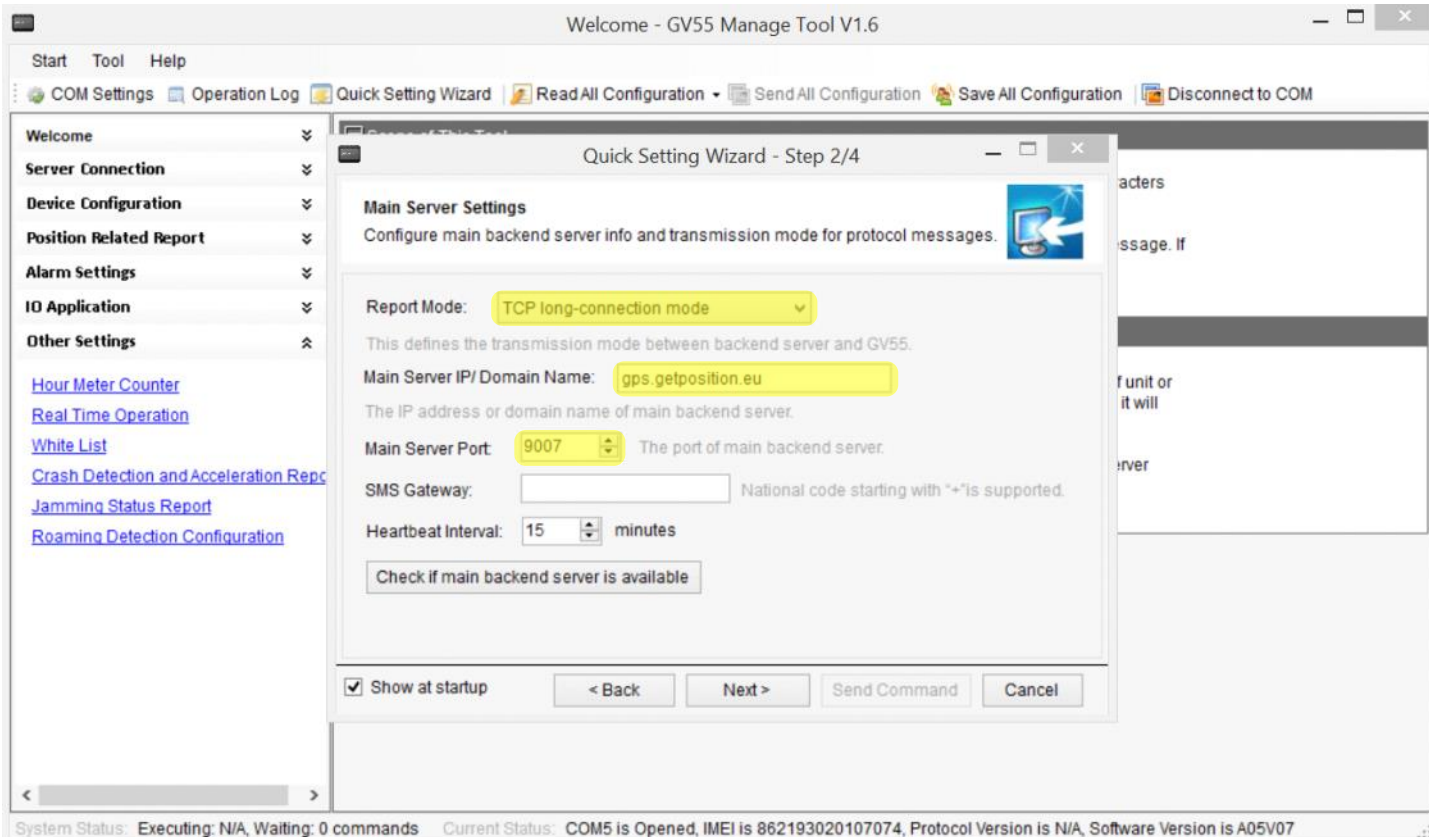 Welcome - GV55 Manage Tool V1.6
Start Tool Help
COM Settings Operation Log Quick Setting Wizard Read All Configuration Send All Configuration Save All Configuration Disconnect to COM
Welcome
Server Connection
Device Configuration
Position Related Report
Alarm Settings
IO Application
Other Settings
Hour Meter Counter
Real Time Operation
White List
Crash Detection and Acceleration Repo
Jamming Status Report
Roaming Detection Configuration
Scope of This Tool
acters
ssage. If
f unit or
it will
erver
Quick Setting Wizard - Step 2/4
Main Server Settings
Configure main backend server info and transmission mode for protocol messages.
Report Mode: TCP long-connection mode
This defines the transmission mode between backend server and GV55.
Main Server IP/ Domain Name: gps.getposition.eu
The IP address or domain name of main backend server.
Main Server Port: 9007 The port of main backend server.
SMS Gateway: National code starting with "+"is supported.
Heartbeat Interval: 15 minutes
Check if main backend server is available
Show at startup < Back Next > Send Command Cancel
System Status: Executing: N/A, Waiting: 0 commands Current Status: COM5 is Opened, IMEI is 862193020107074, Protocol Version is N/A, Software Version is A05V07